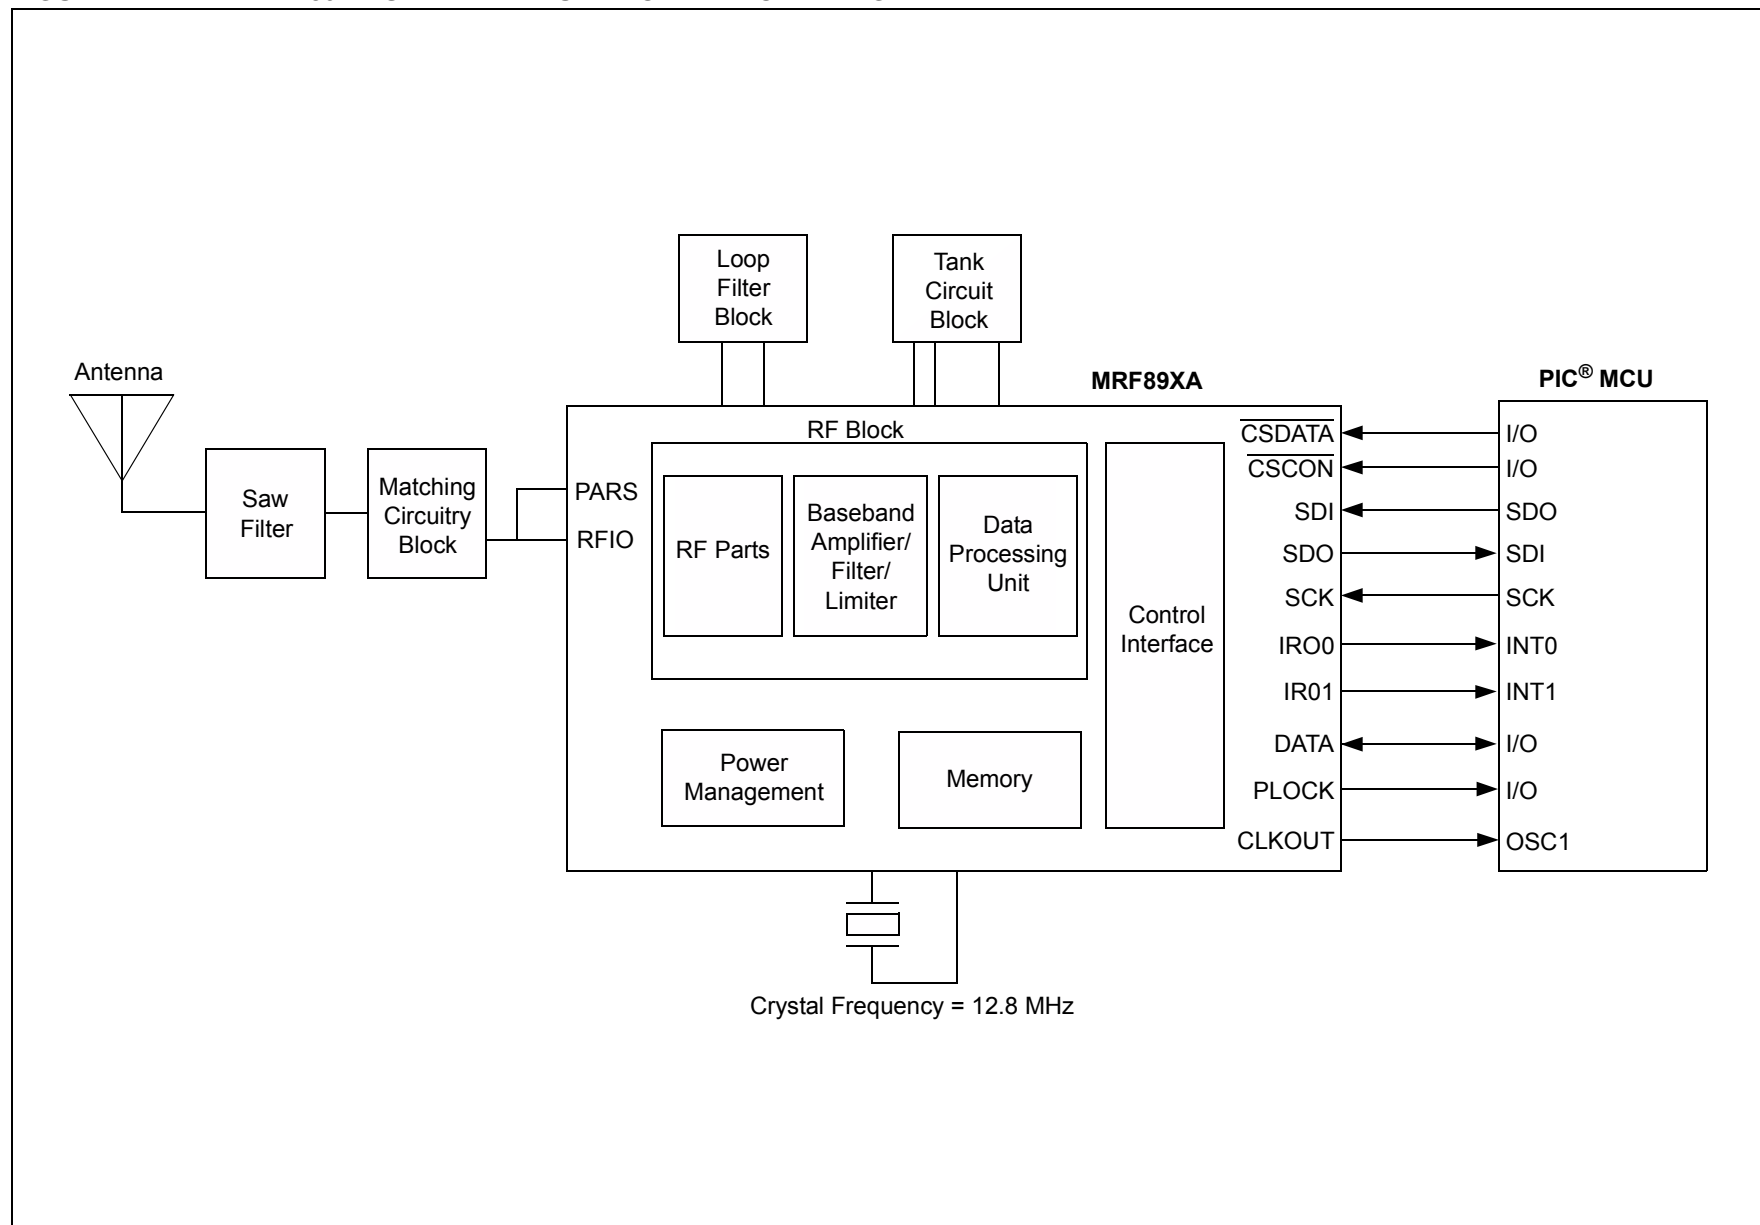 Loop
Filter
Block
Tank
Circuit
Block
Antenna
MRF89XA
PIC® MCU
Saw
Filter
Matching
Circuitry
Block
PARS
RFIO
RF Block
RF Parts
Baseband
Amplifier/
Filter/
Limiter
Data
Processing
Unit
Power
Management
Memory
Control
Interface
CSDATA
I/O
CSCON
I/O
SDI
SDO
SDO
SDI
SCK
SCK
IRO0
INT0
IR01
INT1
DATA
I/O
PLOCK
I/O
CLKOUT
OSC1
Crystal Frequency = 12.8 MHz